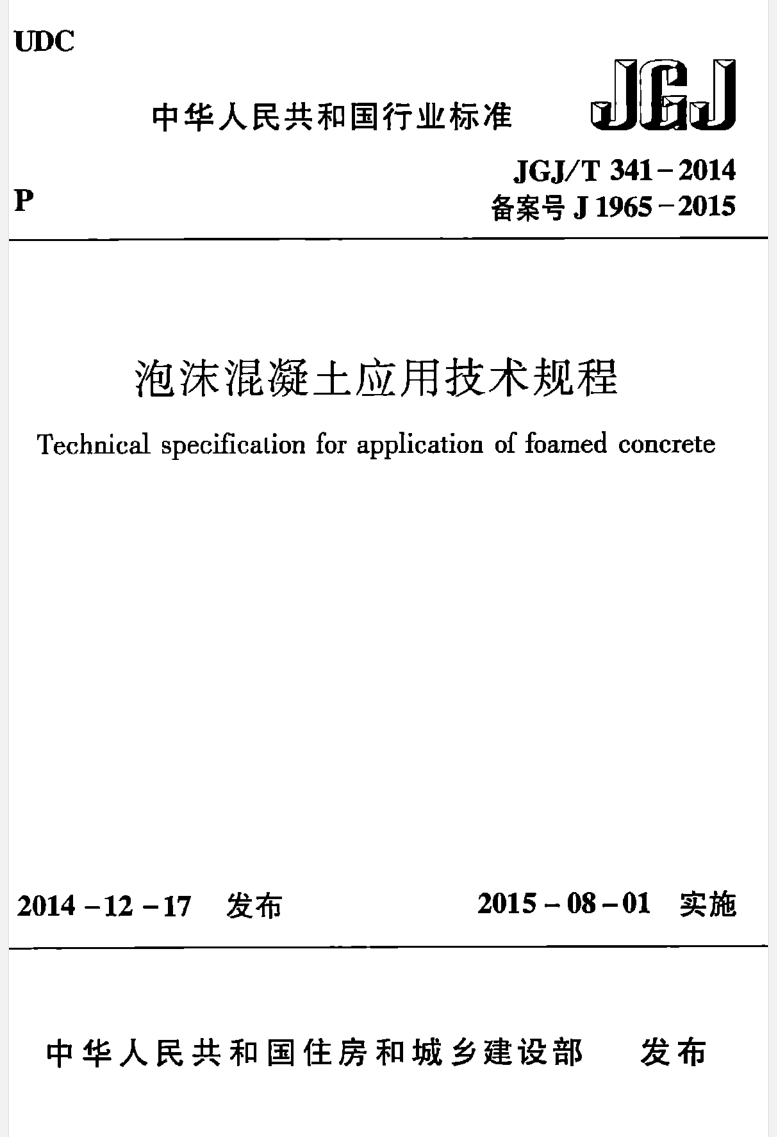 UDC
JGJ
中华人民共和国行业标准
JGJ/T 341-2014
P
备案号 J 1965-2015
泡沫混凝土应用技术规程
Technical specification for application of foamed concrete
2014-12-17 发布 2015-08-01 实施
中华人民共和国住房和城乡建设部 发布